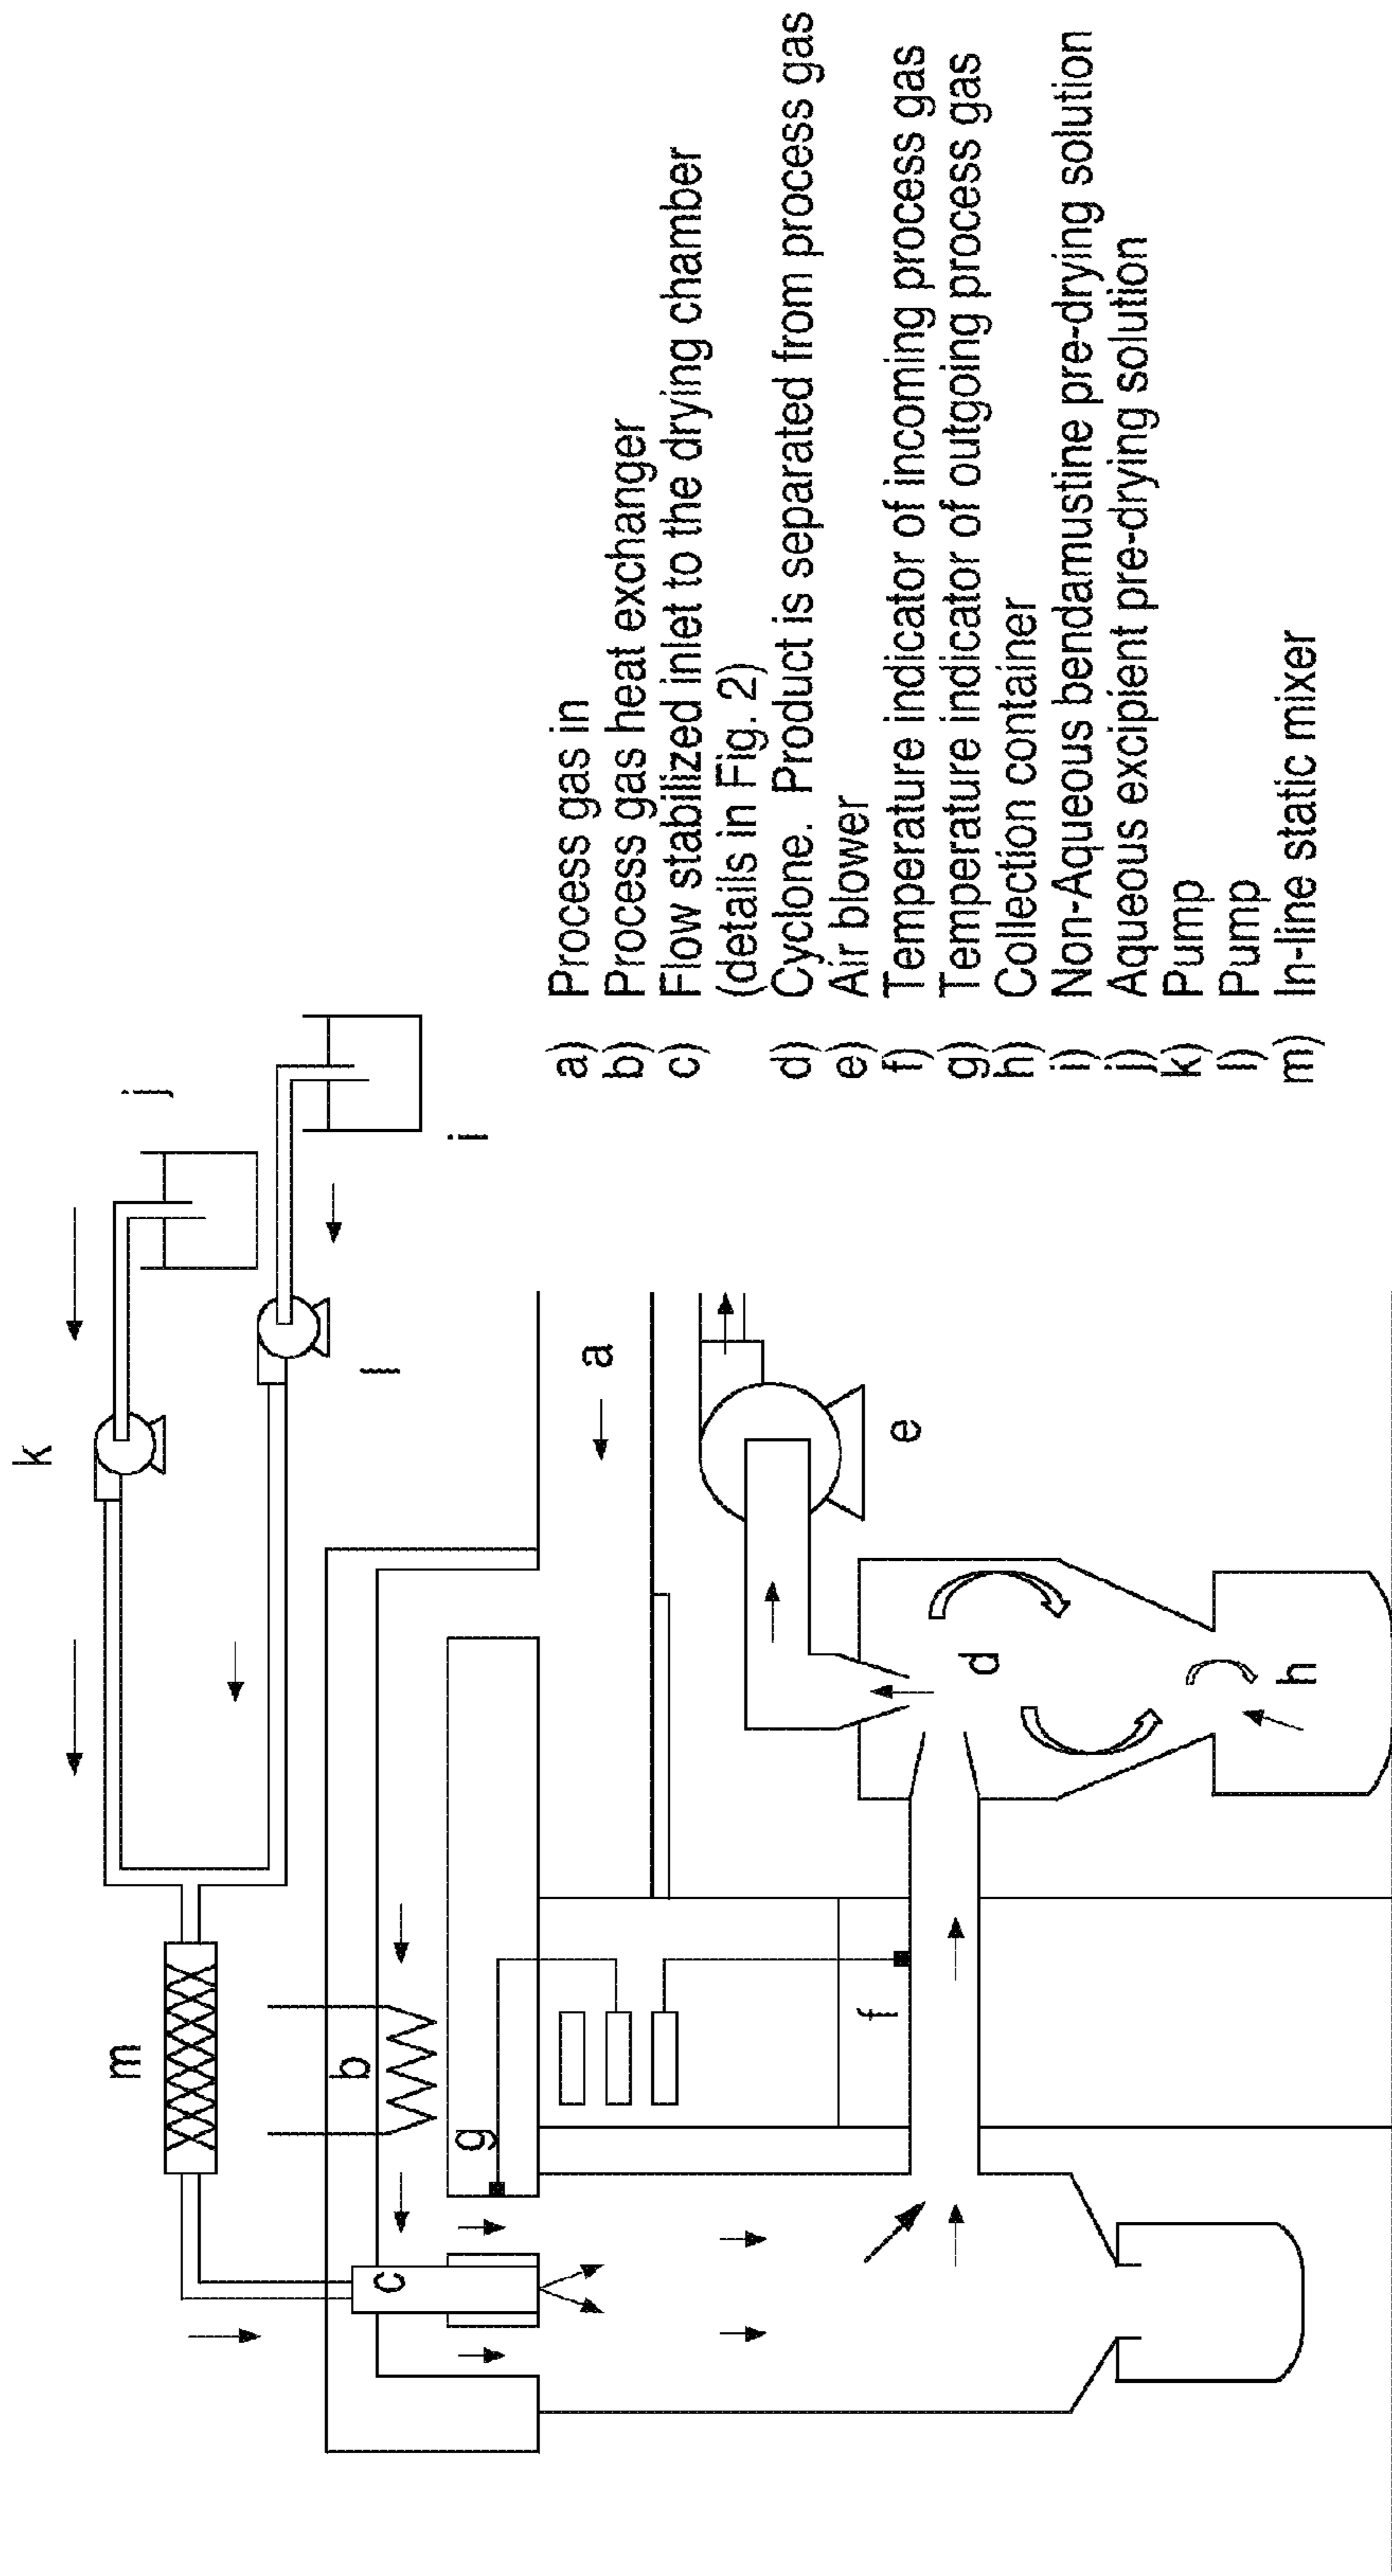 k
j
m
l
i
b
c
g
a
e
f
d
h
a) Process gas in
b) Process gas heat exchanger
c) Flow stabilized inlet to the drying chamber
(details in Fig. 2)
d) Cyclone. Product is separated from process gas
e) Air blower
f) Temperature indicator of incoming process gas
g) Temperature indicator of outgoing process gas
h) Collection container
i) Non-Aqueous bendamustine pre-drying solution
j) Aqueous excipient pre-drying solution
k) Pump
l) Pump
m) In-line static mixer